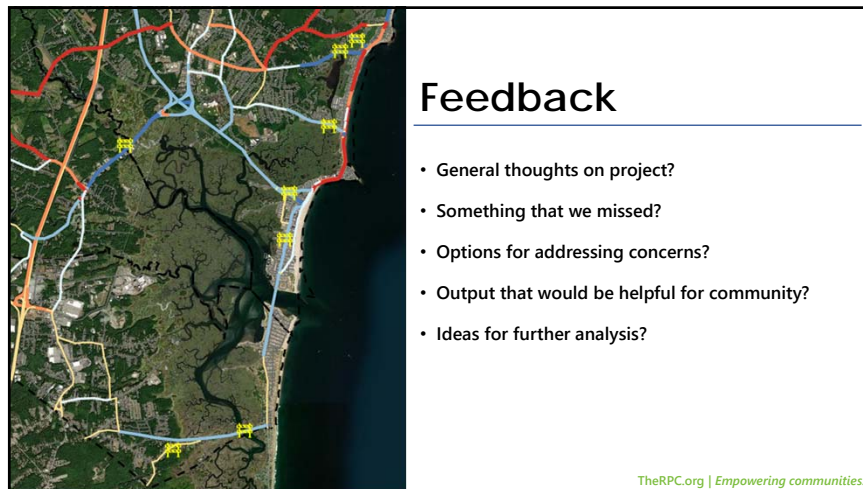 Feedback
• General thoughts on project?
• Something that we missed?
• Options for addressing concerns?
• Output that would be helpful for community?
• Ideas for further analysis?
TheRPC.org | Empowering communities